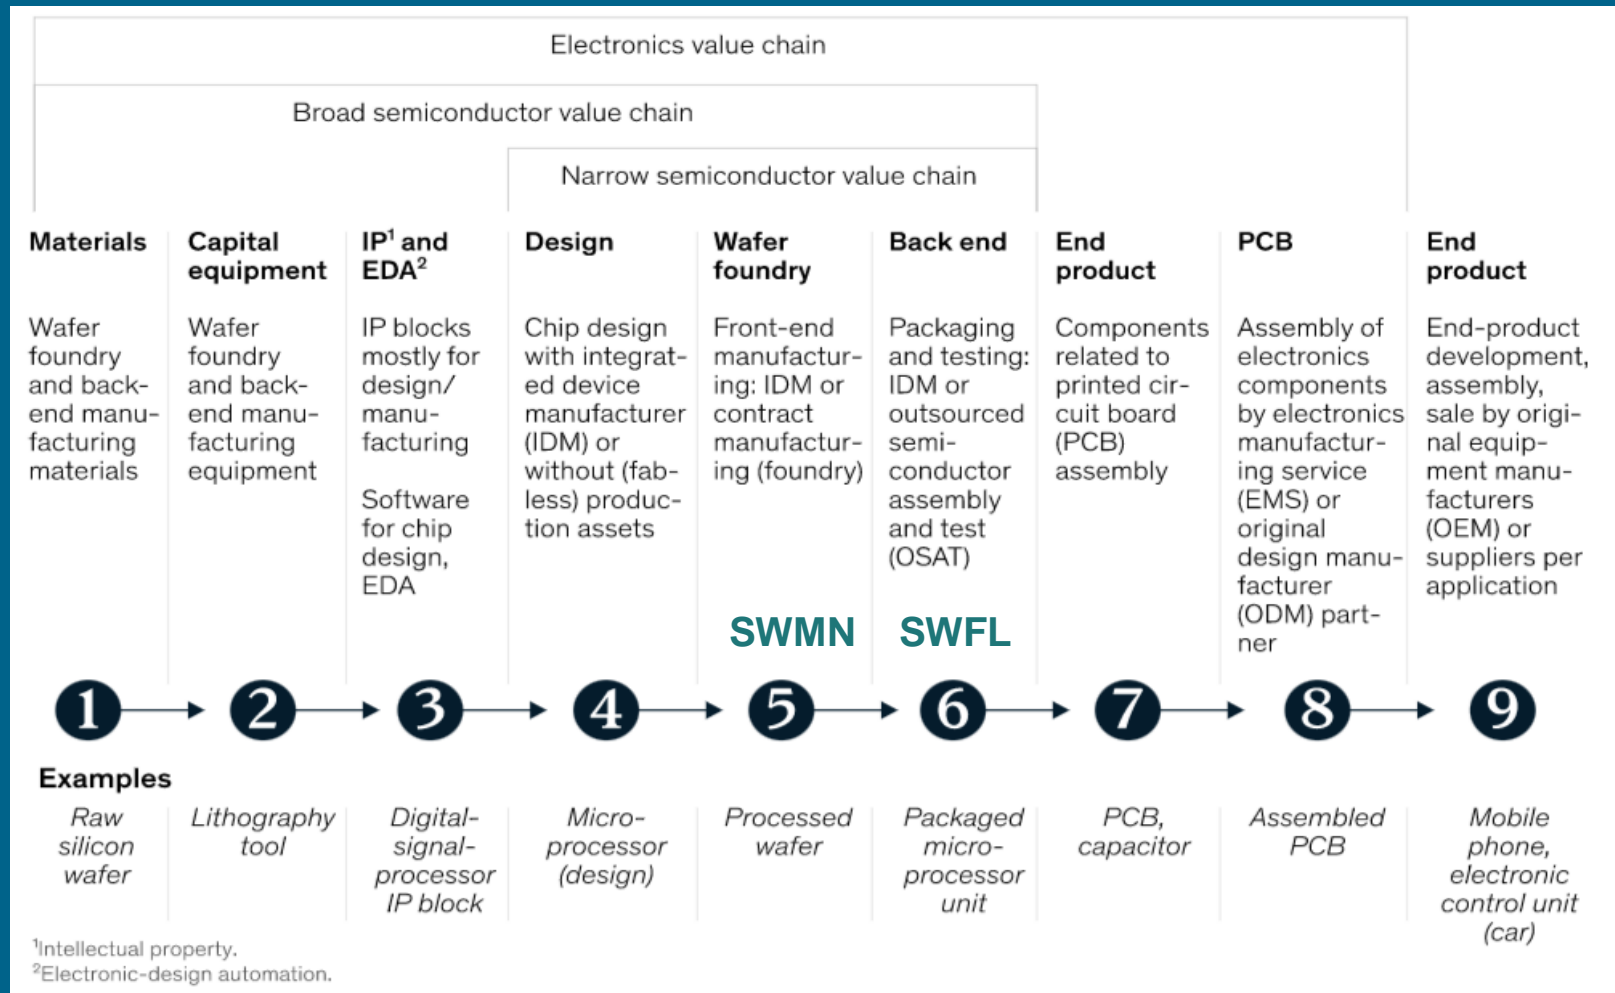 Electronics value chain
Broad semiconductor value chain
Narrow semiconductor value chain
Materials
Wafer
foundry
and back-
end manu-
facturing
materials
Capital
equipment
Wafer
foundry
and back-
end manu-
facturing
equipment
IP¹ and
EDA²
IP blocks
mostly for
design/
manu-
facturing
Software
for chip
design,
EDA
Design
Chip design
with integrat-
ed device
manufacturer
(IDM) or
without (fab-
less) produc-
tion assets
Wafer
foundry
Front-end
manufactur-
ing: IDM or
contract
manufactur-
ing (foundry)
SWMN
Back end
Packaging
and testing:
IDM or
outsourced
semi-
conductor
assembly
and test
(OSAT)
SWFL
End
product
Components
related to
printed cir-
cuit board
(PCB)
assembly
PCB
Assembly of
electronics
components
by electronics
manufactur-
ing service
(EMS) or
original
design manu-
facturer
(ODM) part-
ner
End
product
End-product
development,
assembly,
sale by origi-
nal equip-
ment manu-
facturers
(OEM) or
suppliers per
application
1
2
3
4
5
6
7
8
9
Examples
Raw
silicon
wafer
Lithography
tool
Digital-
signal-
processor
IP block
Micro-
processor
(design)
Processed
wafer
Packaged
micro-
processor
unit
PCB,
capacitor
Assembled
PCB
Mobile
phone,
electronic
control unit
(car)
¹Intellectual property.
²Electronic-design automation.